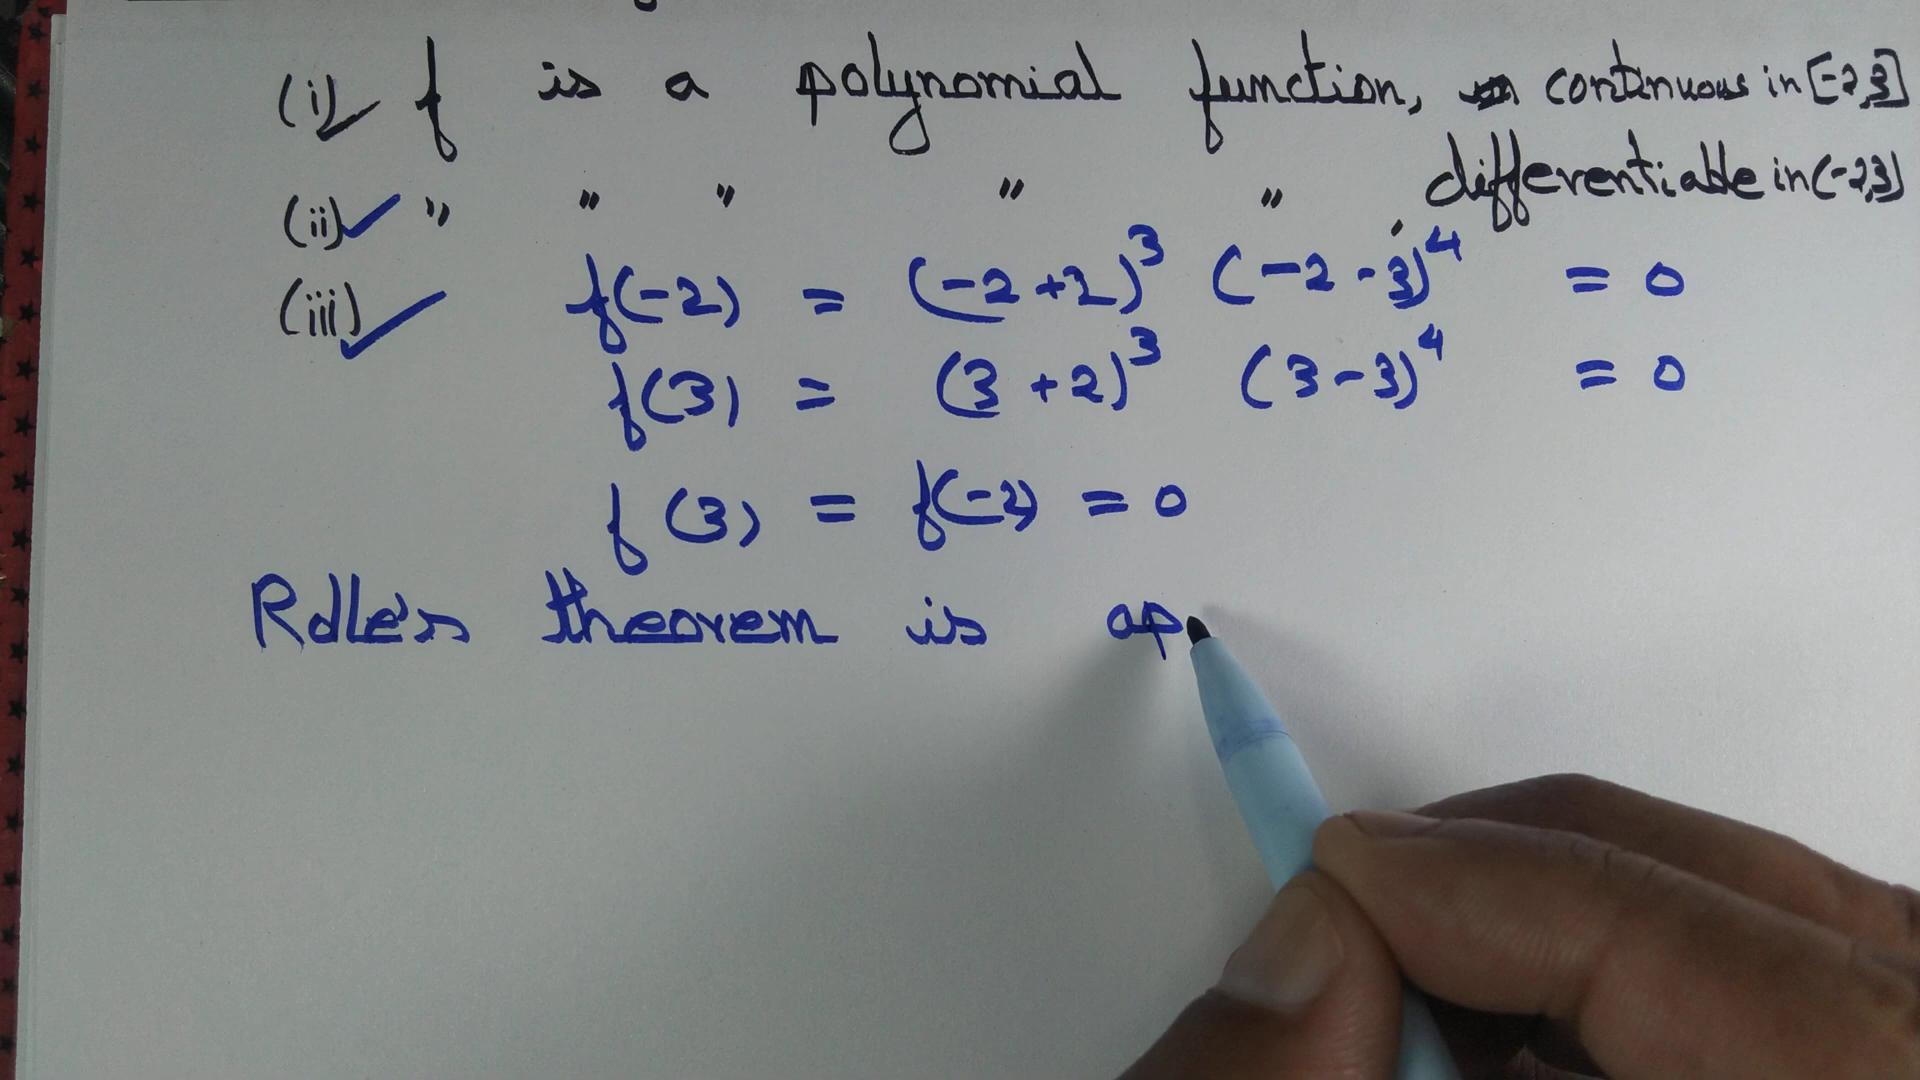 (i) f is a polynomial function, continuous in [-2,3]
(ii) " " " " " differentiable in (-2,3)
(iii) f(-2) = (-2+2)³ (-2-3)⁴ = 0
f(3) = (3+2)³ (3-3)⁴ = 0
f(3) = f(-2) = 0
Rolle's theorem is ap